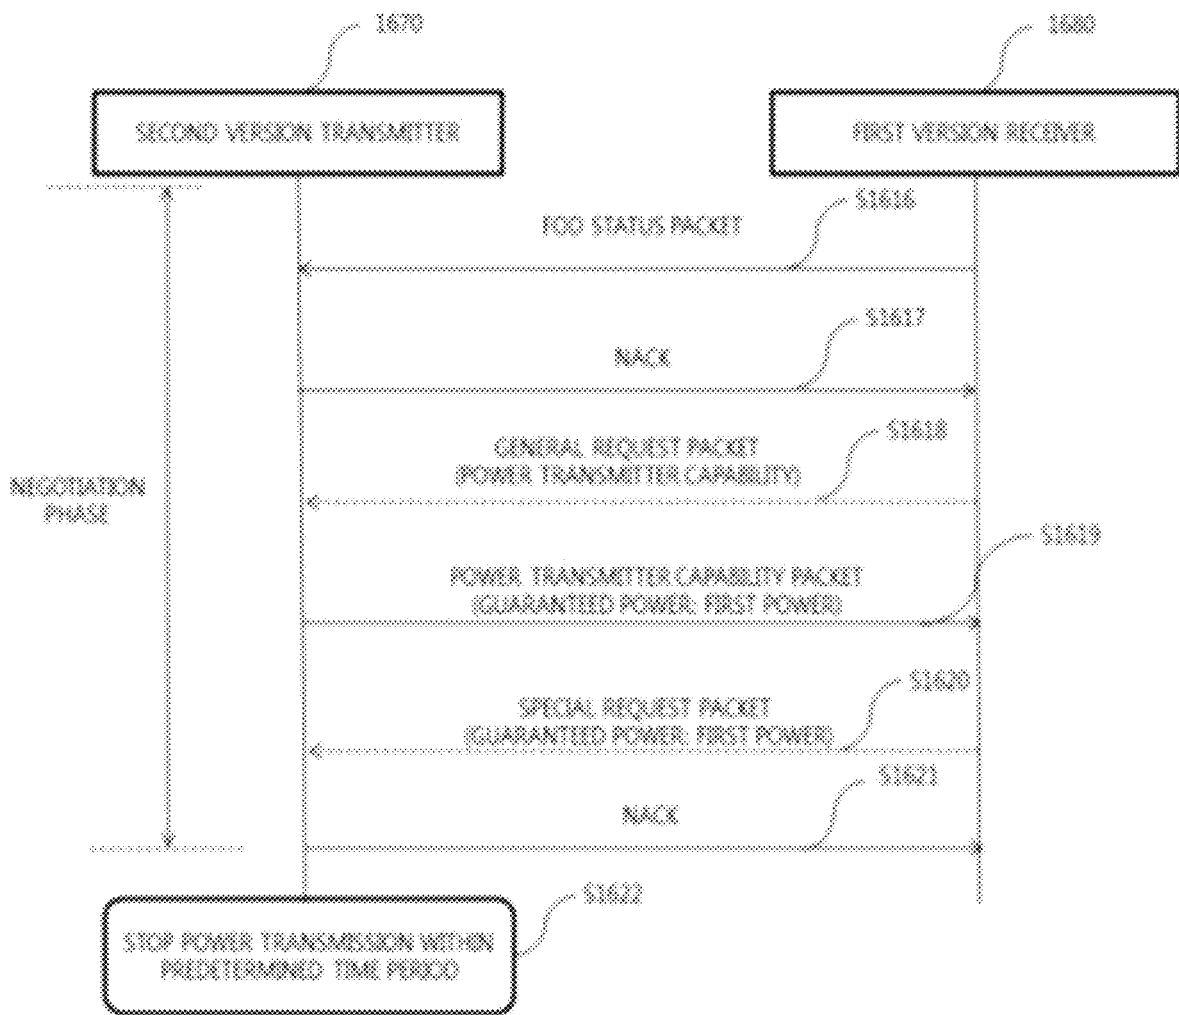 1670
1680
SECOND VERSION TRANSMITTER
FIRST VERSION RECEIVER
S1616
FOD STATUS PACKET
S1617
NACK
S1618
GENERAL REQUEST PACKET
(POWER TRANSMITTER CAPABILITY)
NEGOTIATION
PHASE
S1619
POWER TRANSMITTER CAPABILITY PACKET
(GUARANTEED POWER: FIRST POWER)
S1620
SPECIAL REQUEST PACKET
(GUARANTEED POWER: FIRST POWER)
S1621
NACK
S1622
STOP POWER TRANSMISSION WITHIN
PREDETERMINED TIME PERIOD